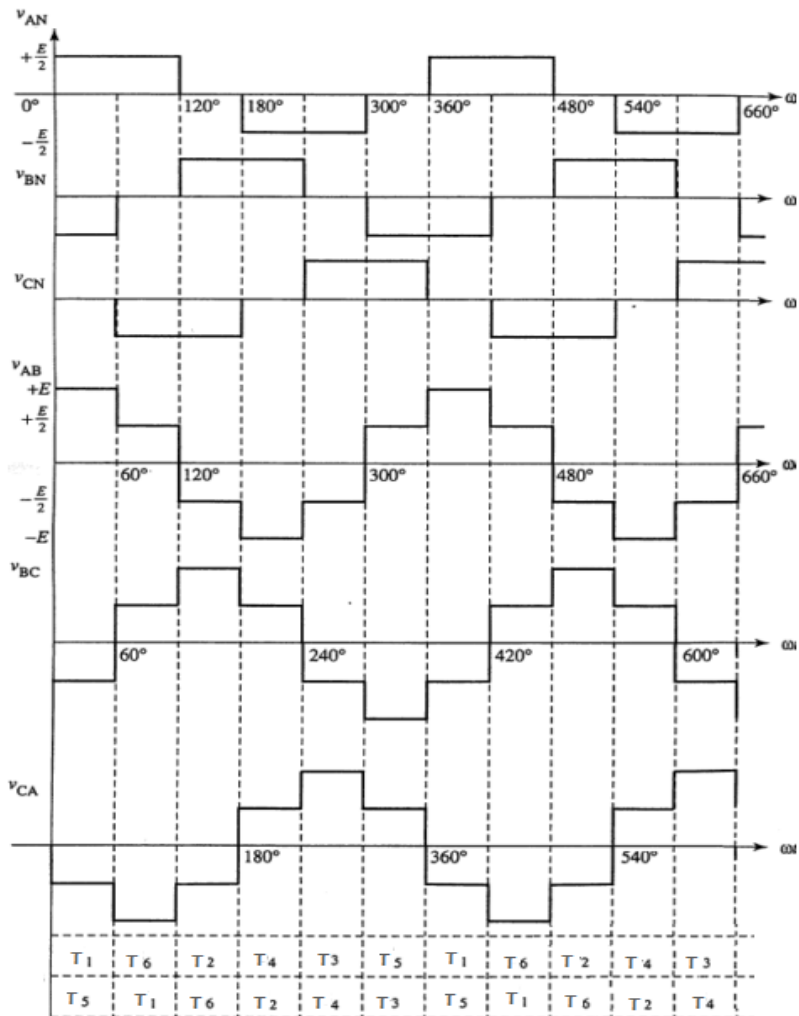 vAN
+E/2
0° 120° 180° 300° 360° 480° 540° 660° ω
−E/2
vBN
ω
vCN
ω
vAB
+E
+E/2
60° 120° 300° 480° 660° ω
−E/2
−E
vBC
60° 240° 420° 600° ω
vCA
180° 360° 540° ω
T1 T6 T2 T4 T3 T5 T1 T6 T2 T4 T3
T5 T1 T6 T2 T4 T3 T5 T1 T6 T2 T4